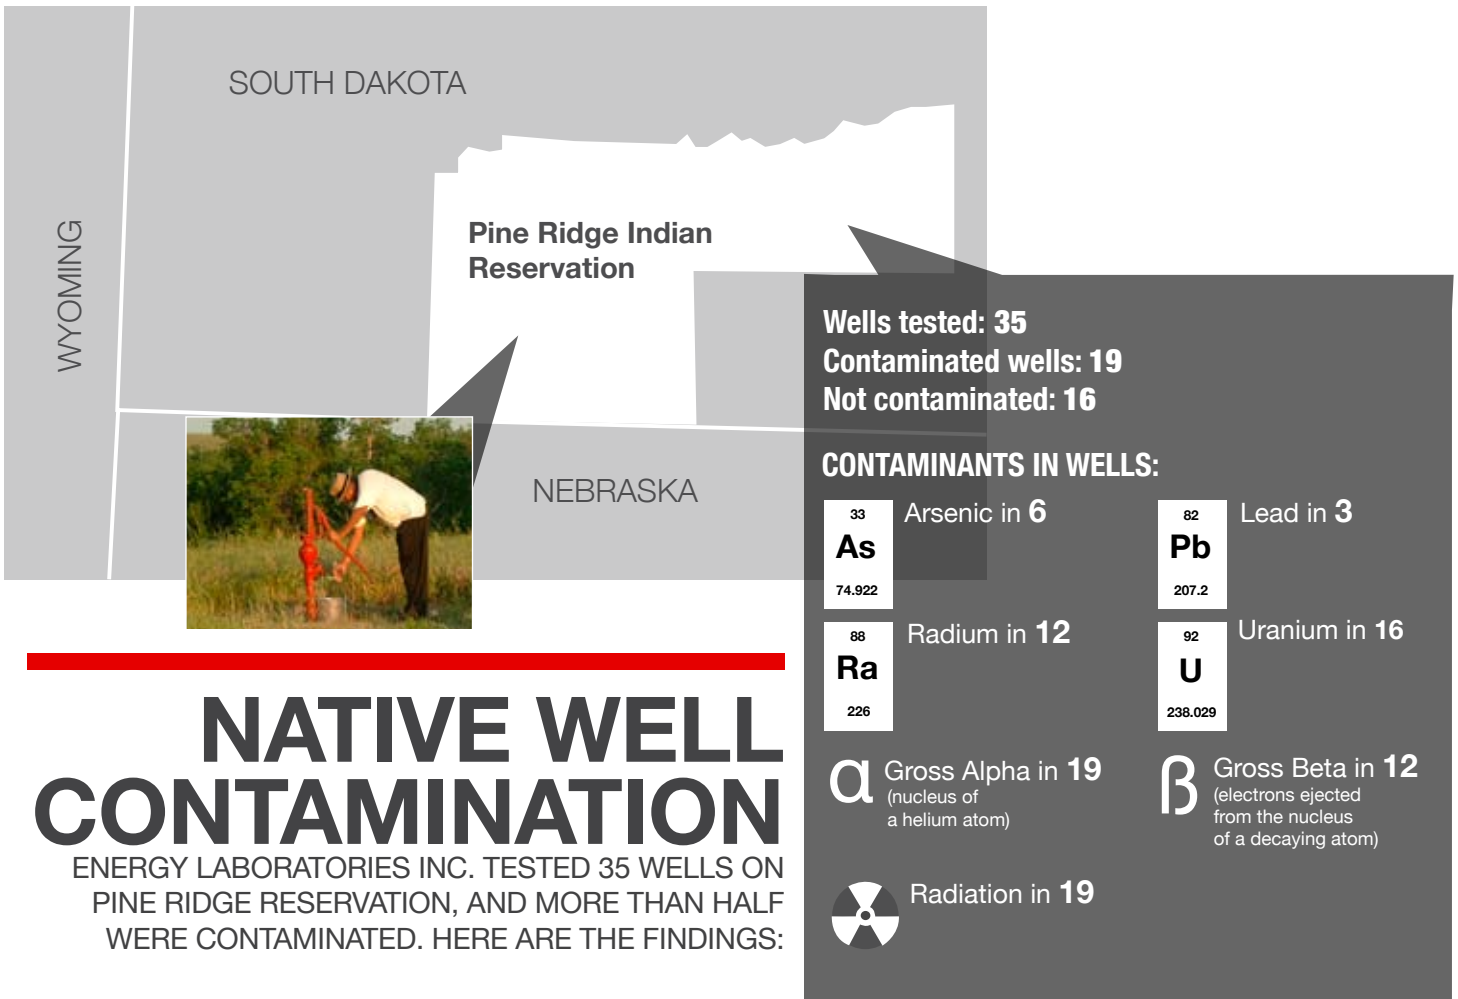 SOUTH DAKOTA
WYOMING
Pine Ridge Indian
Reservation
NEBRASKA
NATIVE WELL
CONTAMINATION
ENERGY LABORATORIES INC. TESTED 35 WELLS ON
PINE RIDGE RESERVATION, AND MORE THAN HALF
WERE CONTAMINATED. HERE ARE THE FINDINGS:
Wells tested: 35
Contaminated wells: 19
Not contaminated: 16
CONTAMINANTS IN WELLS:
33
As
74.922
Arsenic in 6
82
Pb
207.2
Lead in 3
88
Ra
226
Radium in 12
92
U
238.029
Uranium in 16
α
Gross Alpha in 19
(nucleus of
a helium atom)
β
Gross Beta in 12
(electrons ejected
from the nucleus
of a decaying atom)
Radiation in 19